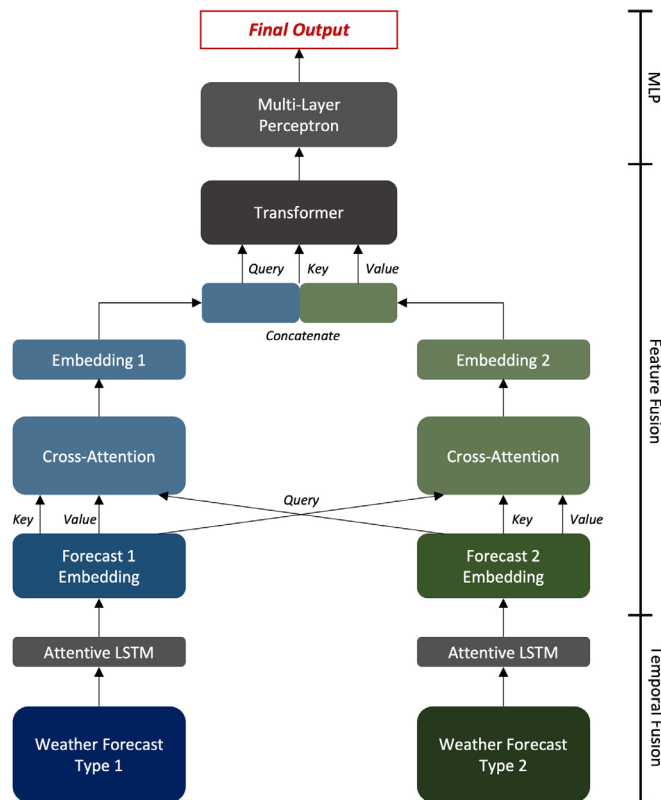 Final Output
Multi-Layer
Perceptron
MLP
Transformer
Query
Key
Value
Concatenate
Embedding 1
Embedding 2
Feature Fusion
Cross-Attention
Cross-Attention
Query
Key
Value
Key
Value
Forecast 1
Embedding
Forecast 2
Embedding
Attentive LSTM
Attentive LSTM
Temporal Fusion
Weather Forecast
Type 1
Weather Forecast
Type 2